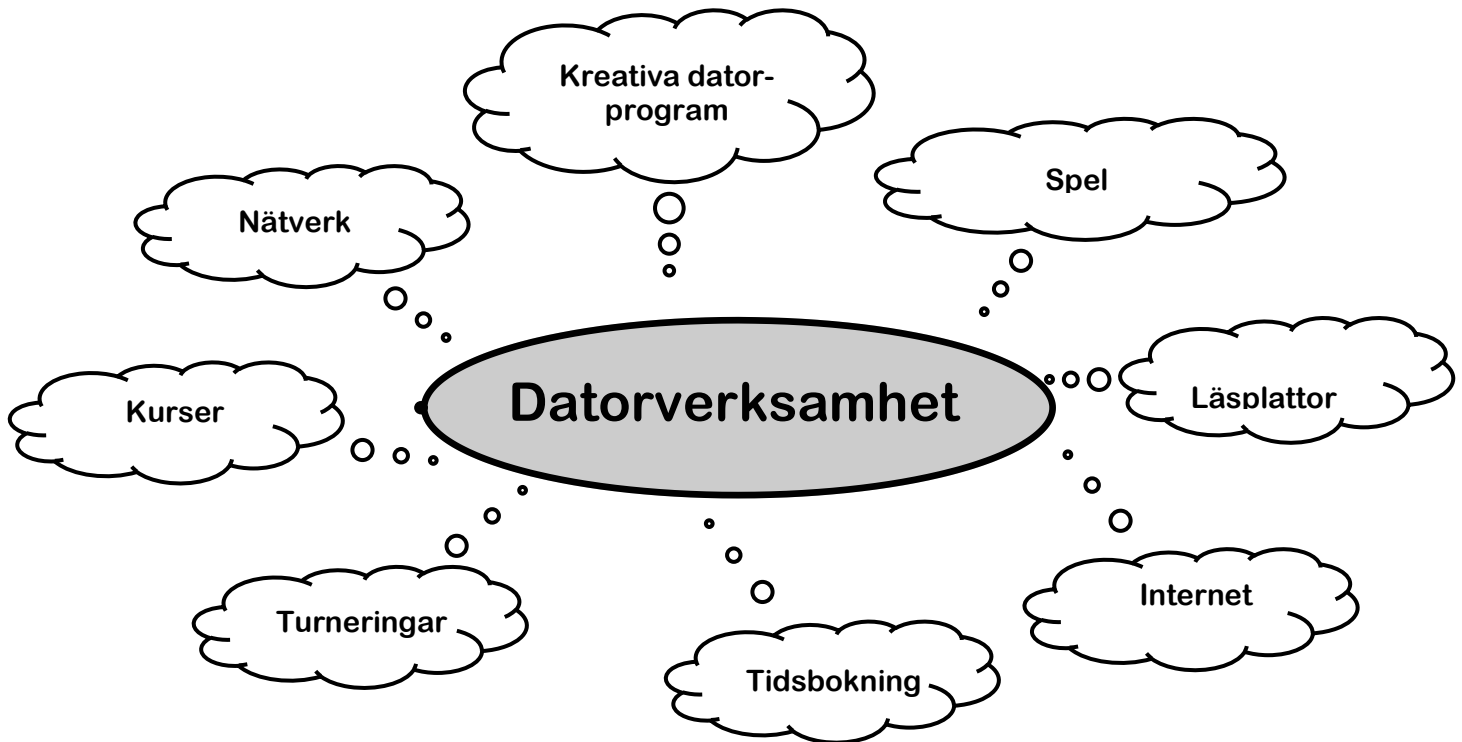 Kreativa dator-
program
Spel
Nätverk
Läsplattor
Datorverksamhet
Kurser
Internet
Turneringar
Tidsbokning